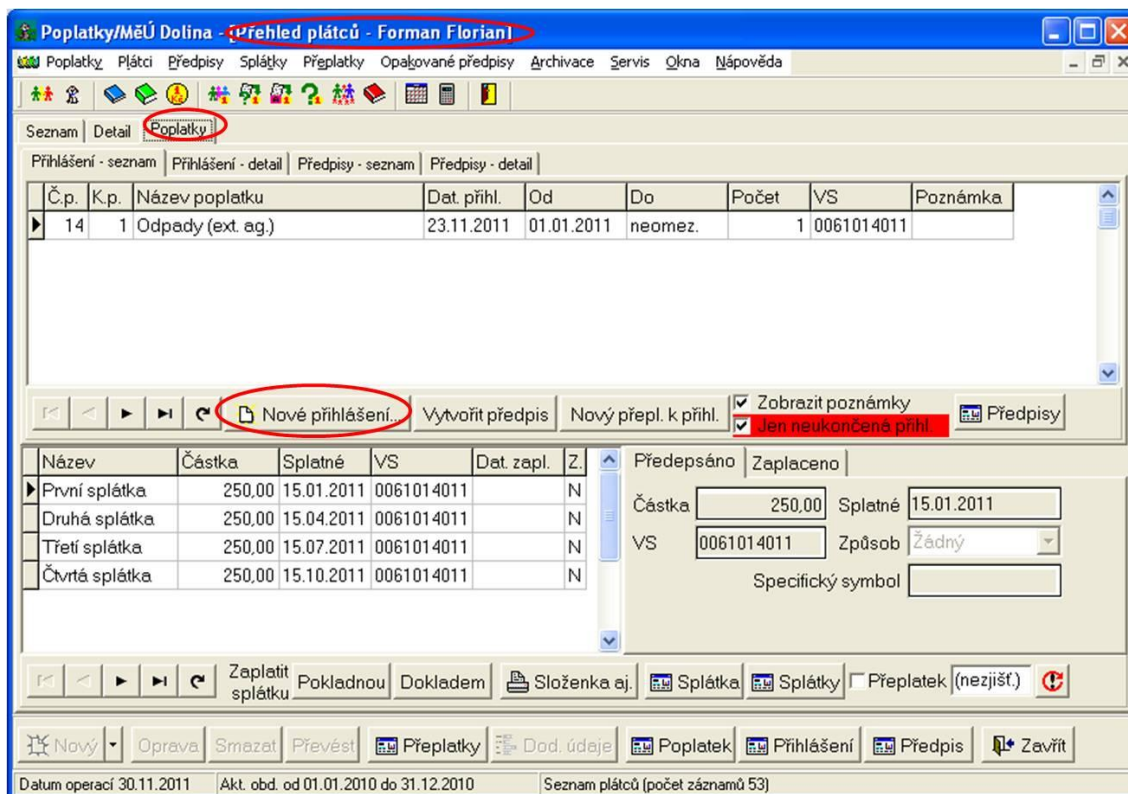 Poplatky/MěÚ Dolina - [Přehled plátců - Forman Florian]
Poplatky Plátci Předpisy Splátky Přeplatky Opakované předpisy Archivace Servis Okna Nápověda
Seznam Detail Poplatky
Přihlášení - seznam Přihlášení - detail Předpisy - seznam Předpisy - detail
Č.p. K.p. Název poplatku Dat. přihl. Od Do Počet VS Poznámka
14 1 Odpady (ext. ag.) 23.11.2011 01.01.2011 neomez. 1 0061014011
Nové přihlášení... Vytvořit předpis Nový přepl. k přihl. Zobrazit poznámky Předpisy
Jen neukončená přihl.
Název Částka Splatné VS Dat. zapl. Z.
První splátka 250,00 15.01.2011 0061014011 N
Druhá splátka 250,00 15.04.2011 0061014011 N
Třetí splátka 250,00 15.07.2011 0061014011 N
Čtvrtá splátka 250,00 15.10.2011 0061014011 N
Předepsáno Zaplaceno
Částka 250,00 Splatné 15.01.2011
VS 0061014011 Způsob Žádný
Specifický symbol
Zaplatit splátku Pokladnou Dokladem Složenka aj. Splátka Splátky Přeplatek (nezjišť.)
Nový Oprava Smazat Převést Přeplatky Dod. údaje Poplatek Přihlášení Předpis Zavřít
Datum operací 30.11.2011 Akt. obd. od 01.01.2010 do 31.12.2010 Seznam plátců (počet záznamů 53)